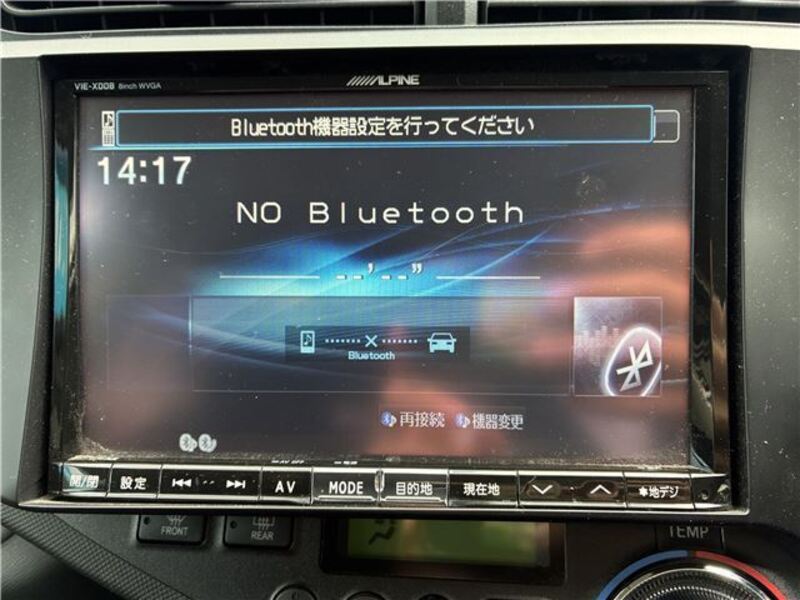 VIE-X008 8inch WVGA
ALPINE
Bluetooth機器設定を行ってください
14:17
NO Bluetooth
--'--"
Bluetooth
再接続 機器変更
開/閉 設定 AV MODE 目的地 現在地 地デジ
FRONT REAR TEMP